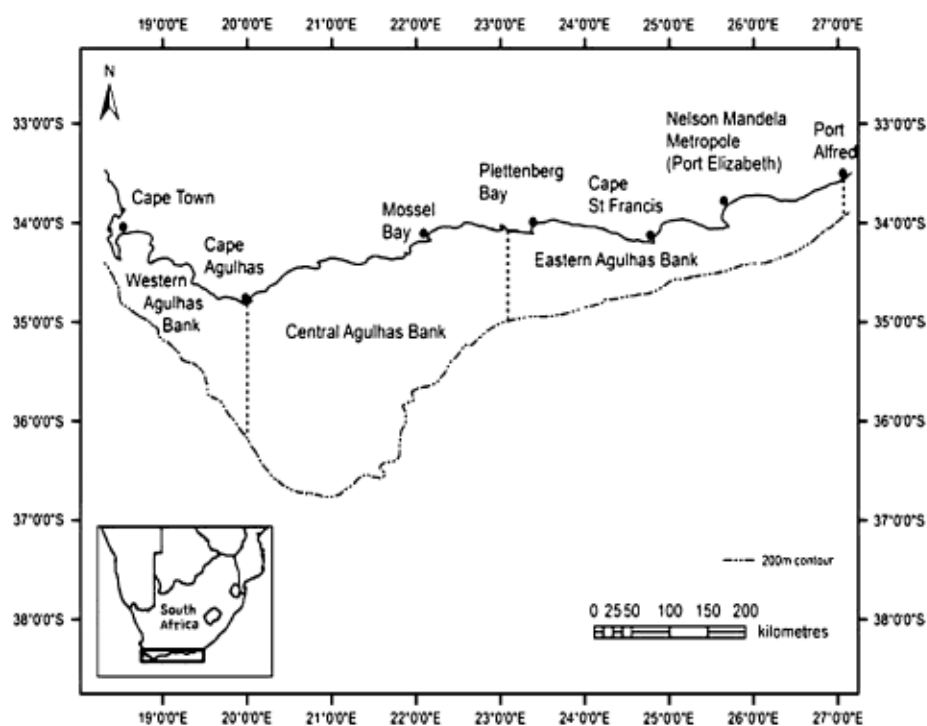 19°0'0"E 20°0'0"E 21°0'0"E 22°0'0"E 23°0'0"E 24°0'0"E 25°0'0"E 26°0'0"E 27°0'0"E
N
33°0'0"S
33°0'0"S
Nelson Mandela
Metropole
(Port Elizabeth)
Port
Alfred
Plettenberg
Bay
Cape Town
Cape
St Francis
Mossel
Bay
34°0'0"S
34°0'0"S
Cape
Agulhas
Eastern Agulhas Bank
Western
Agulhas
Bank
Central Agulhas Bank
35°0'0"S
35°0'0"S
36°0'0"S
36°0'0"S
37°0'0"S
37°0'0"S
200m contour
South
Africa
0 25 50 100 150 200
kilometres
38°0'0"S
38°0'0"S
19°0'0"E 20°0'0"E 21°0'0"E 22°0'0"E 23°0'0"E 24°0'0"E 25°0'0"E 26°0'0"E 27°0'0"E